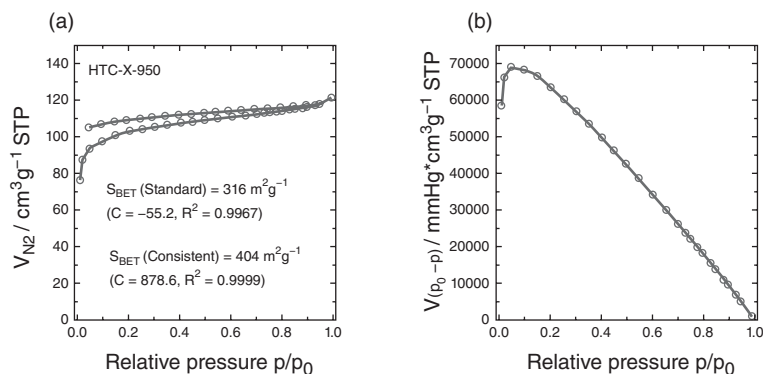 (a)
HTC-X-950
S_BET (Standard) = 316 m²g⁻¹
(C = −55.2, R² = 0.9967)
S_BET (Consistent) = 404 m²g⁻¹
(C = 878.6, R² = 0.9999)
V_N2 / cm³g⁻¹ STP
140
120
100
80
60
40
20
0
0.0 0.2 0.4 0.6 0.8 1.0
Relative pressure p/p₀
(b)
V(p₀−p) / mmHg*cm³g⁻¹ STP
70000
60000
50000
40000
30000
20000
10000
0
0.0 0.2 0.4 0.6 0.8 1.0
Relative pressure p/p₀